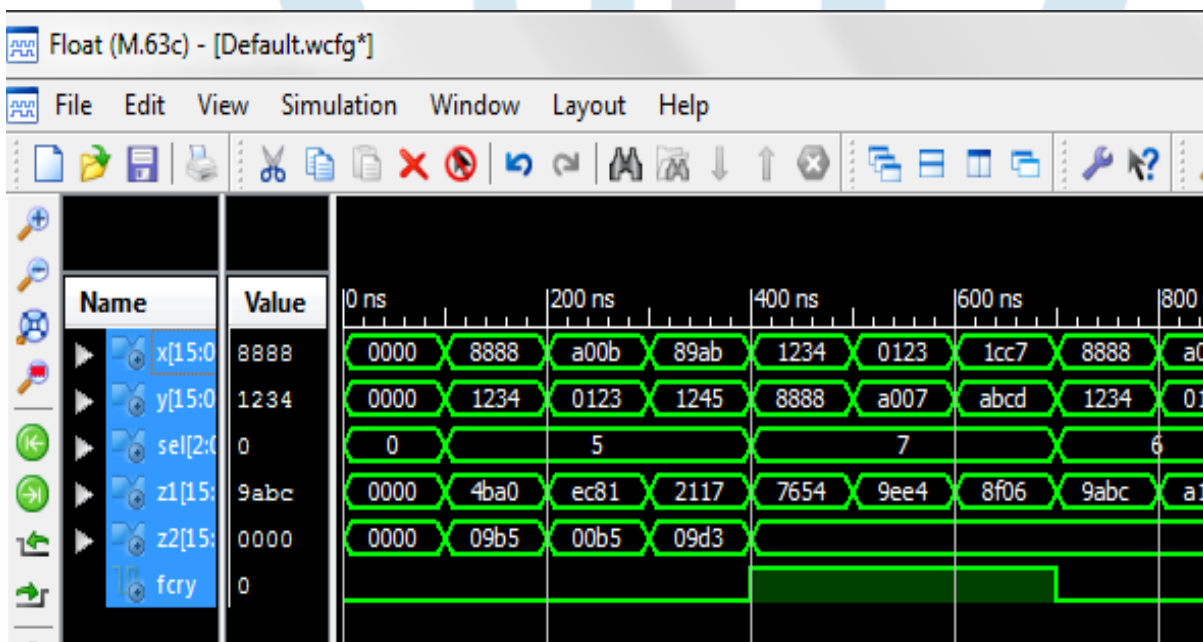 Float (M.63c) - [Default.wcfg*]
File Edit View Simulation Window Layout Help
Name Value 0 ns 200 ns 400 ns 600 ns 800
x[15:0 8888 0000 8888 a00b 89ab 1234 0123 1cc7 8888 a0
y[15:0 1234 0000 1234 0123 1245 8888 a007 abcd 1234 01
sel[2:0 0 0 5 7 6
z1[15: 9abc 0000 4ba0 ec81 2117 7654 9ee4 8f06 9abc a1
z2[15: 0000 0000 09b5 00b5 09d3
fcry 0